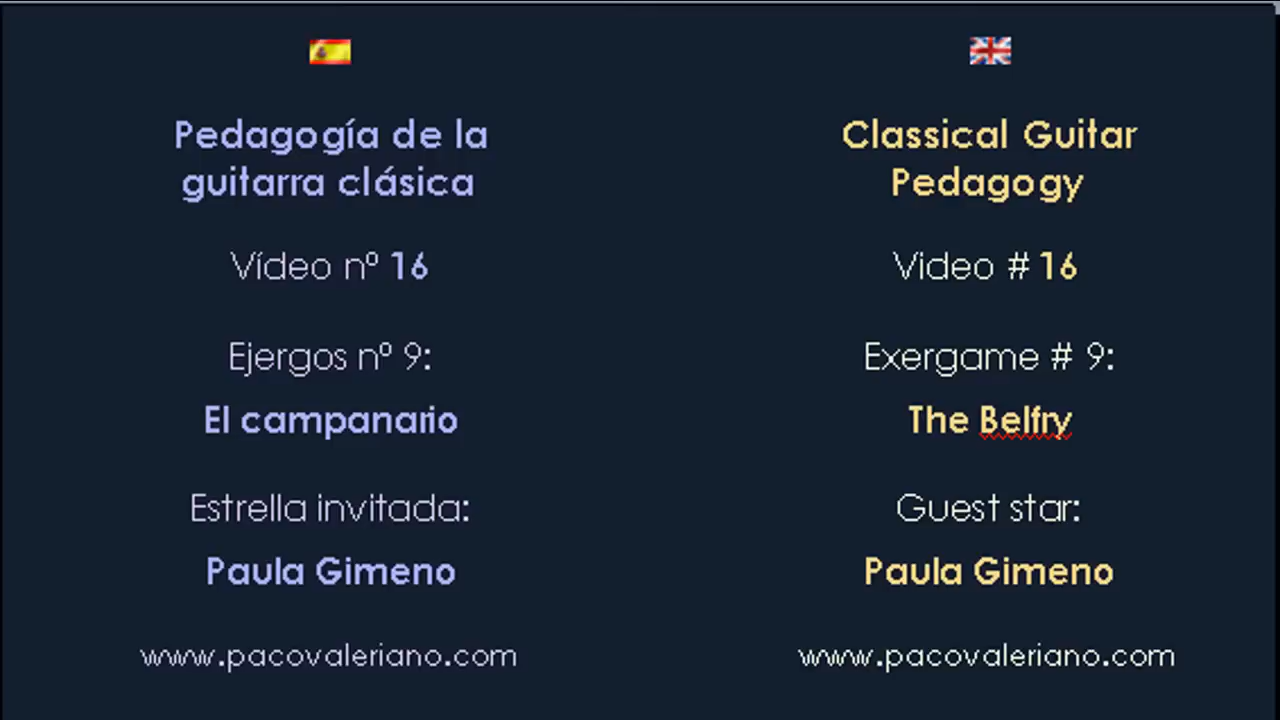 Pedagogía de la
guitarra clásica
Vídeo nº 16
Ejergos nº 9:
El campanario
Estrella invitada:
Paula Gimeno
www.pacovaleriano.com
Classical Guitar
Pedagogy
Video # 16
Exergame # 9:
The Belfry
Guest star:
Paula Gimeno
www.pacovaleriano.com